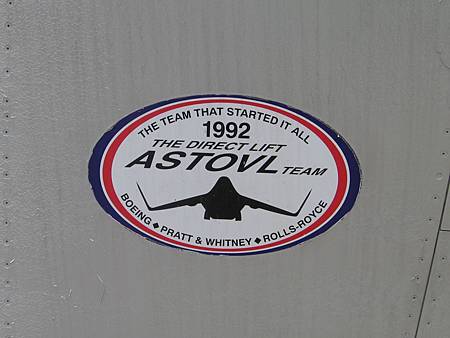 THE TEAM THAT STARTED IT ALL
1992
THE DIRECT LIFT
ASTOVL TEAM
BOEING ◆ PRATT & WHITNEY ◆ ROLLS-ROYCE